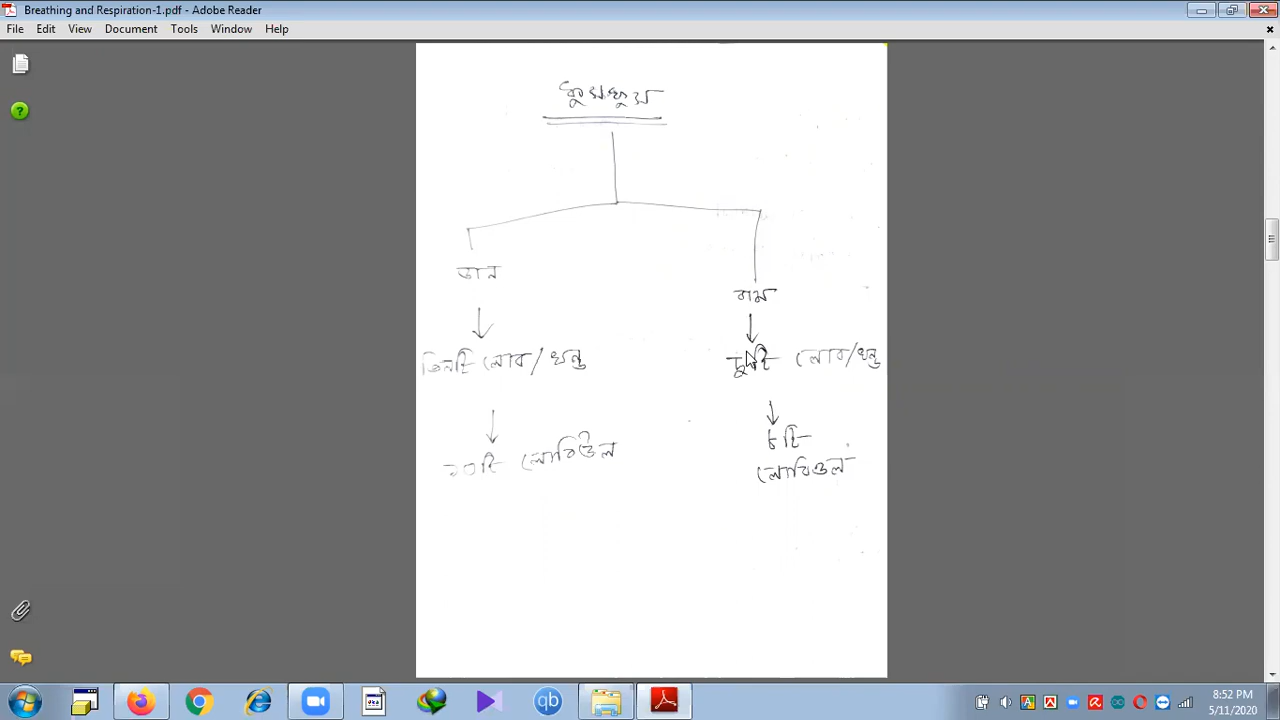 Breathing and Respiration-1.pdf - Adobe Reader
File Edit View Document Tools Window Help
ফুসফুস
ডান
বাম
তিনটি লোব/খন্ড
দুইটি লোব/খন্ড
১০টি লোবিউল
৮টি
লোবিউল
8:52 PM
5/11/2020